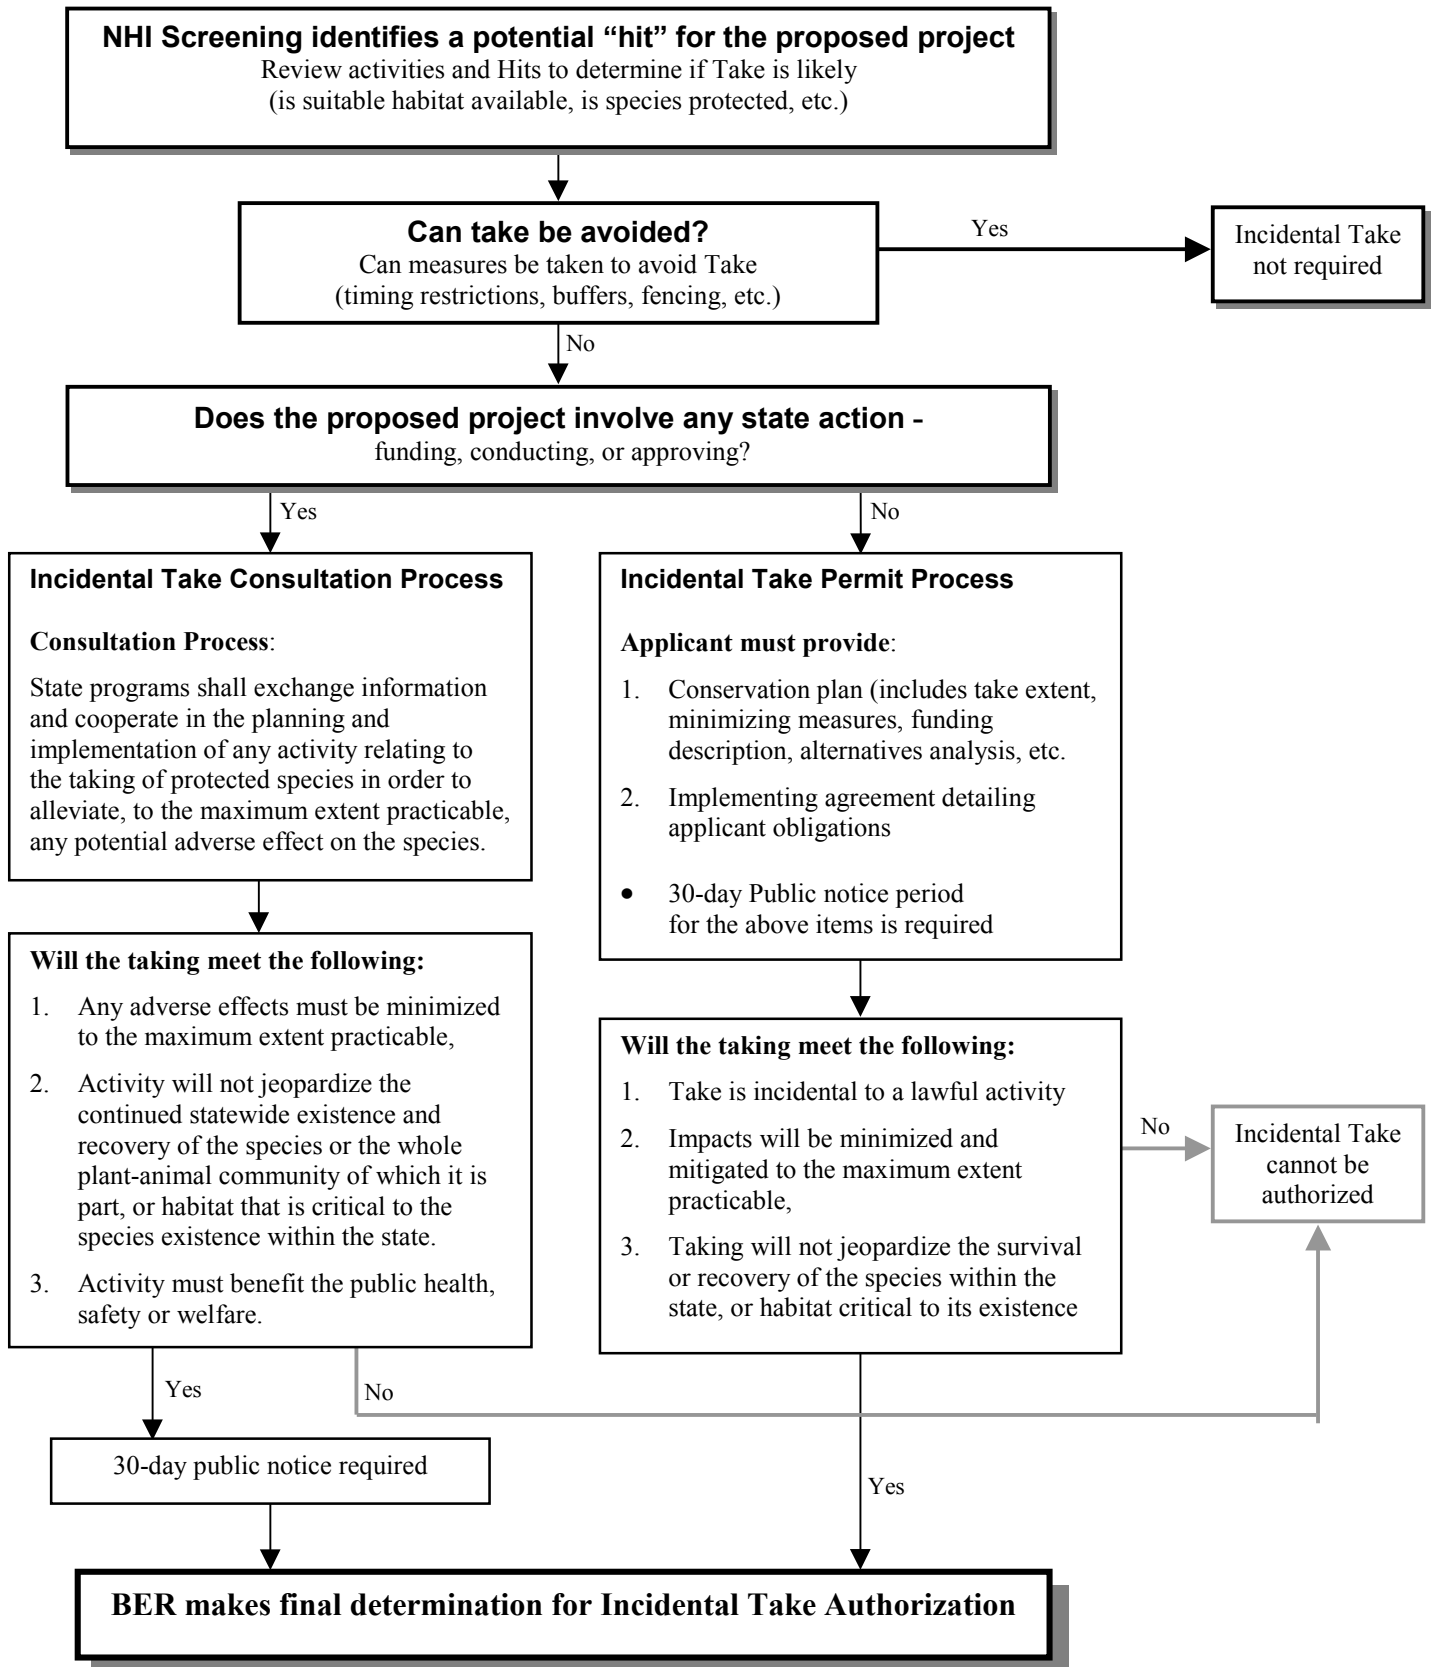 NHI Screening identifies a potential “hit” for the proposed project
Review activities and Hits to determine if Take is likely
(is suitable habitat available, is species protected, etc.)
Can take be avoided?
Can measures be taken to avoid Take
(timing restrictions, buffers, fencing, etc.)
Yes
Incidental Take
not required
No
Does the proposed project involve any state action -
funding, conducting, or approving?
Yes
No
Incidental Take Consultation Process
Consultation Process:
State programs shall exchange information
and cooperate in the planning and
implementation of any activity relating to
the taking of protected species in order to
alleviate, to the maximum extent practicable,
any potential adverse effect on the species.
Incidental Take Permit Process
Applicant must provide:
1. Conservation plan (includes take extent,
minimizing measures, funding
description, alternatives analysis, etc.
2. Implementing agreement detailing
applicant obligations
• 30-day Public notice period
for the above items is required
Will the taking meet the following:
1. Any adverse effects must be minimized
to the maximum extent practicable,
2. Activity will not jeopardize the
continued statewide existence and
recovery of the species or the whole
plant-animal community of which it is
part, or habitat that is critical to the
species existence within the state.
3. Activity must benefit the public health,
safety or welfare.
Will the taking meet the following:
1. Take is incidental to a lawful activity
2. Impacts will be minimized and
mitigated to the maximum extent
practicable,
3. Taking will not jeopardize the survival
or recovery of the species within the
state, or habitat critical to its existence
No
Incidental Take
cannot be
authorized
Yes
No
30-day public notice required
Yes
BER makes final determination for Incidental Take Authorization